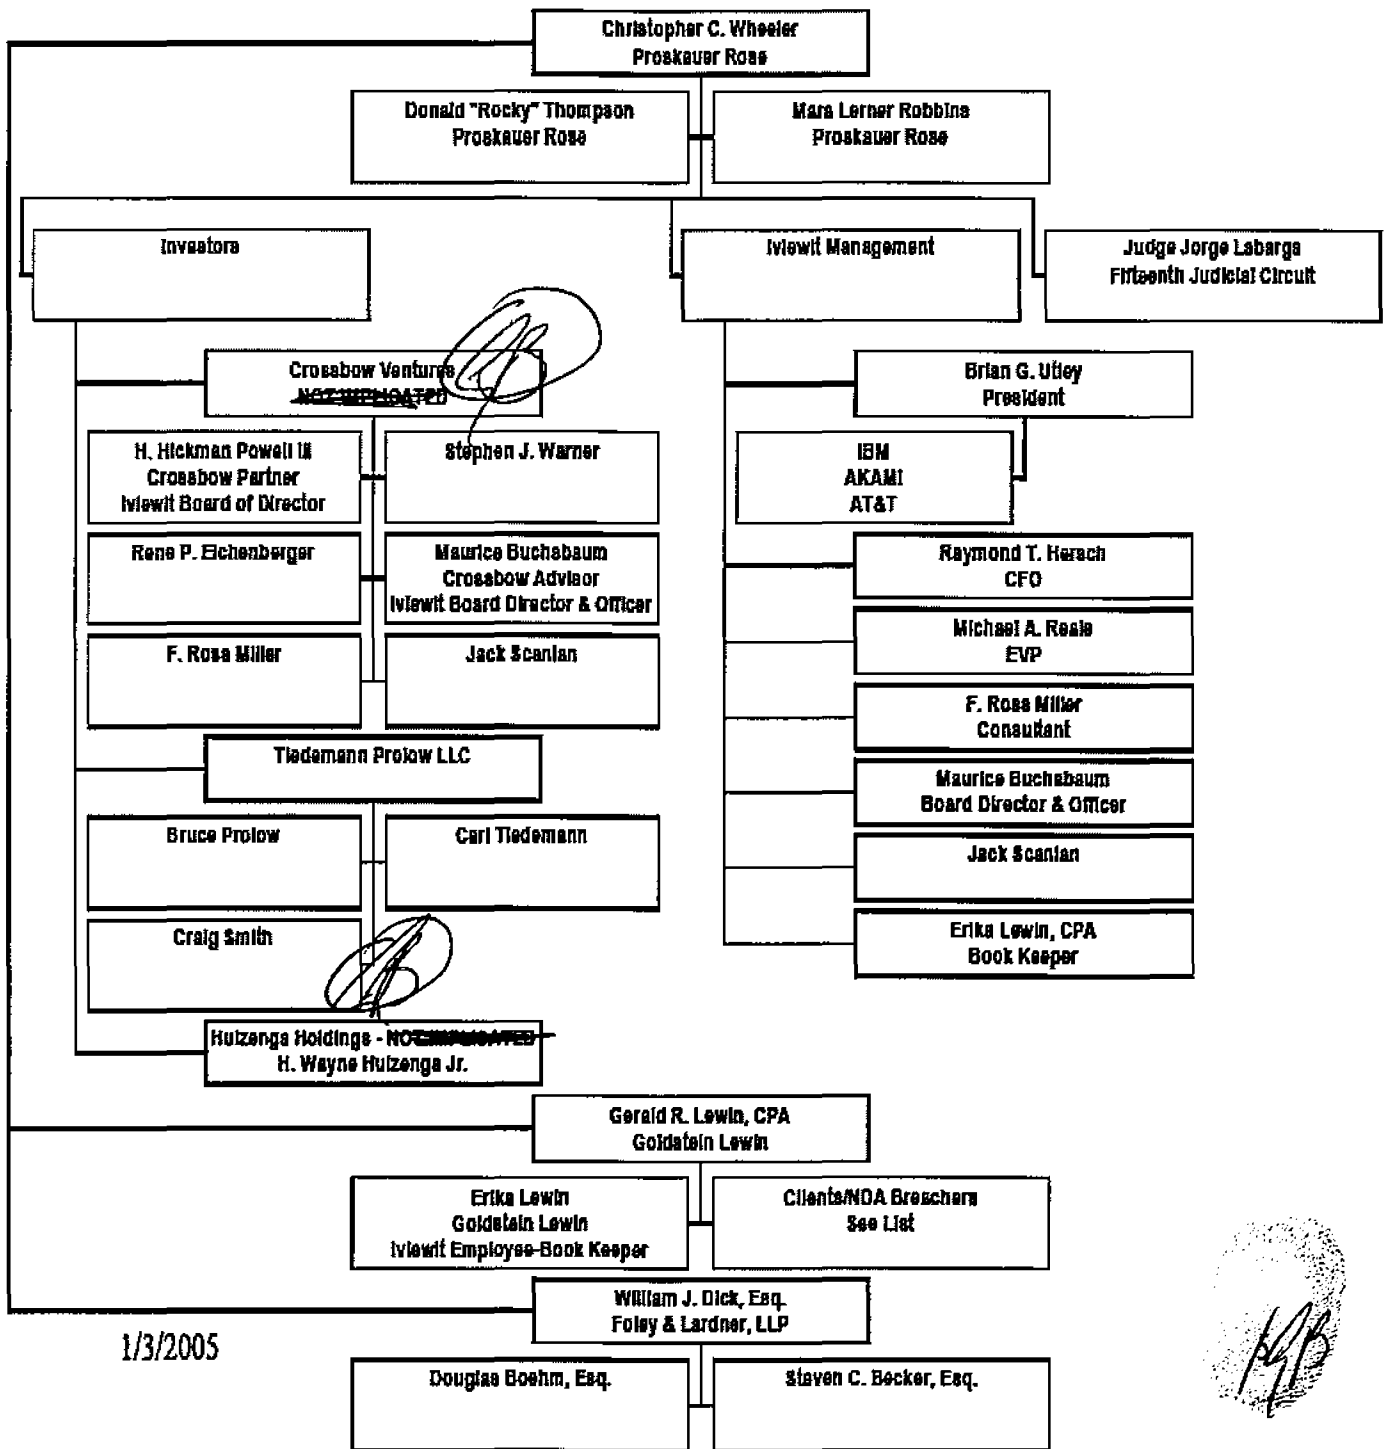 Christopher C. Wheeler
Proskauer Rose
Donald "Rocky" Thompson
Proskauer Rose
Mara Lerner Robbins
Proskauer Rose
Investors
Iviewit Management
Judge Jorge Labarga
Fifteenth Judicial Circuit
Crossbow Ventures
NOT IMPLICATED
Brian G. Utley
President
H. Hickman Powell III
Crossbow Partner
Iviewit Board of Director
Stephen J. Warner
IBM
AKAMI
AT&T
Rene P. Eichenberger
Maurice Buchsbaum
Crossbow Advisor
Iviewit Board Director & Officer
Raymond T. Hersch
CFO
Michael A. Reale
EVP
F. Ross Miller
Jack Scanlan
F. Ross Miller
Consultant
Tiedemann Prolow LLC
Maurice Buchsbaum
Board Director & Officer
Bruce Prolow
Carl Tiedemann
Jack Scanlan
Craig Smith
Erika Lewin, CPA
Book Keeper
Huizenga Holdings - NOT IMPLICATED
H. Wayne Huizenga Jr.
Gerald R. Lewin, CPA
Goldstein Lewin
Erika Lewin
Goldstein Lewin
Iviewit Employee-Book Keeper
Clients/NDA Breachers
See List
William J. Dick, Esq.
Foley & Lardner, LLP
1/3/2005
Douglas Boehm, Esq.
Steven C. Becker, Esq.